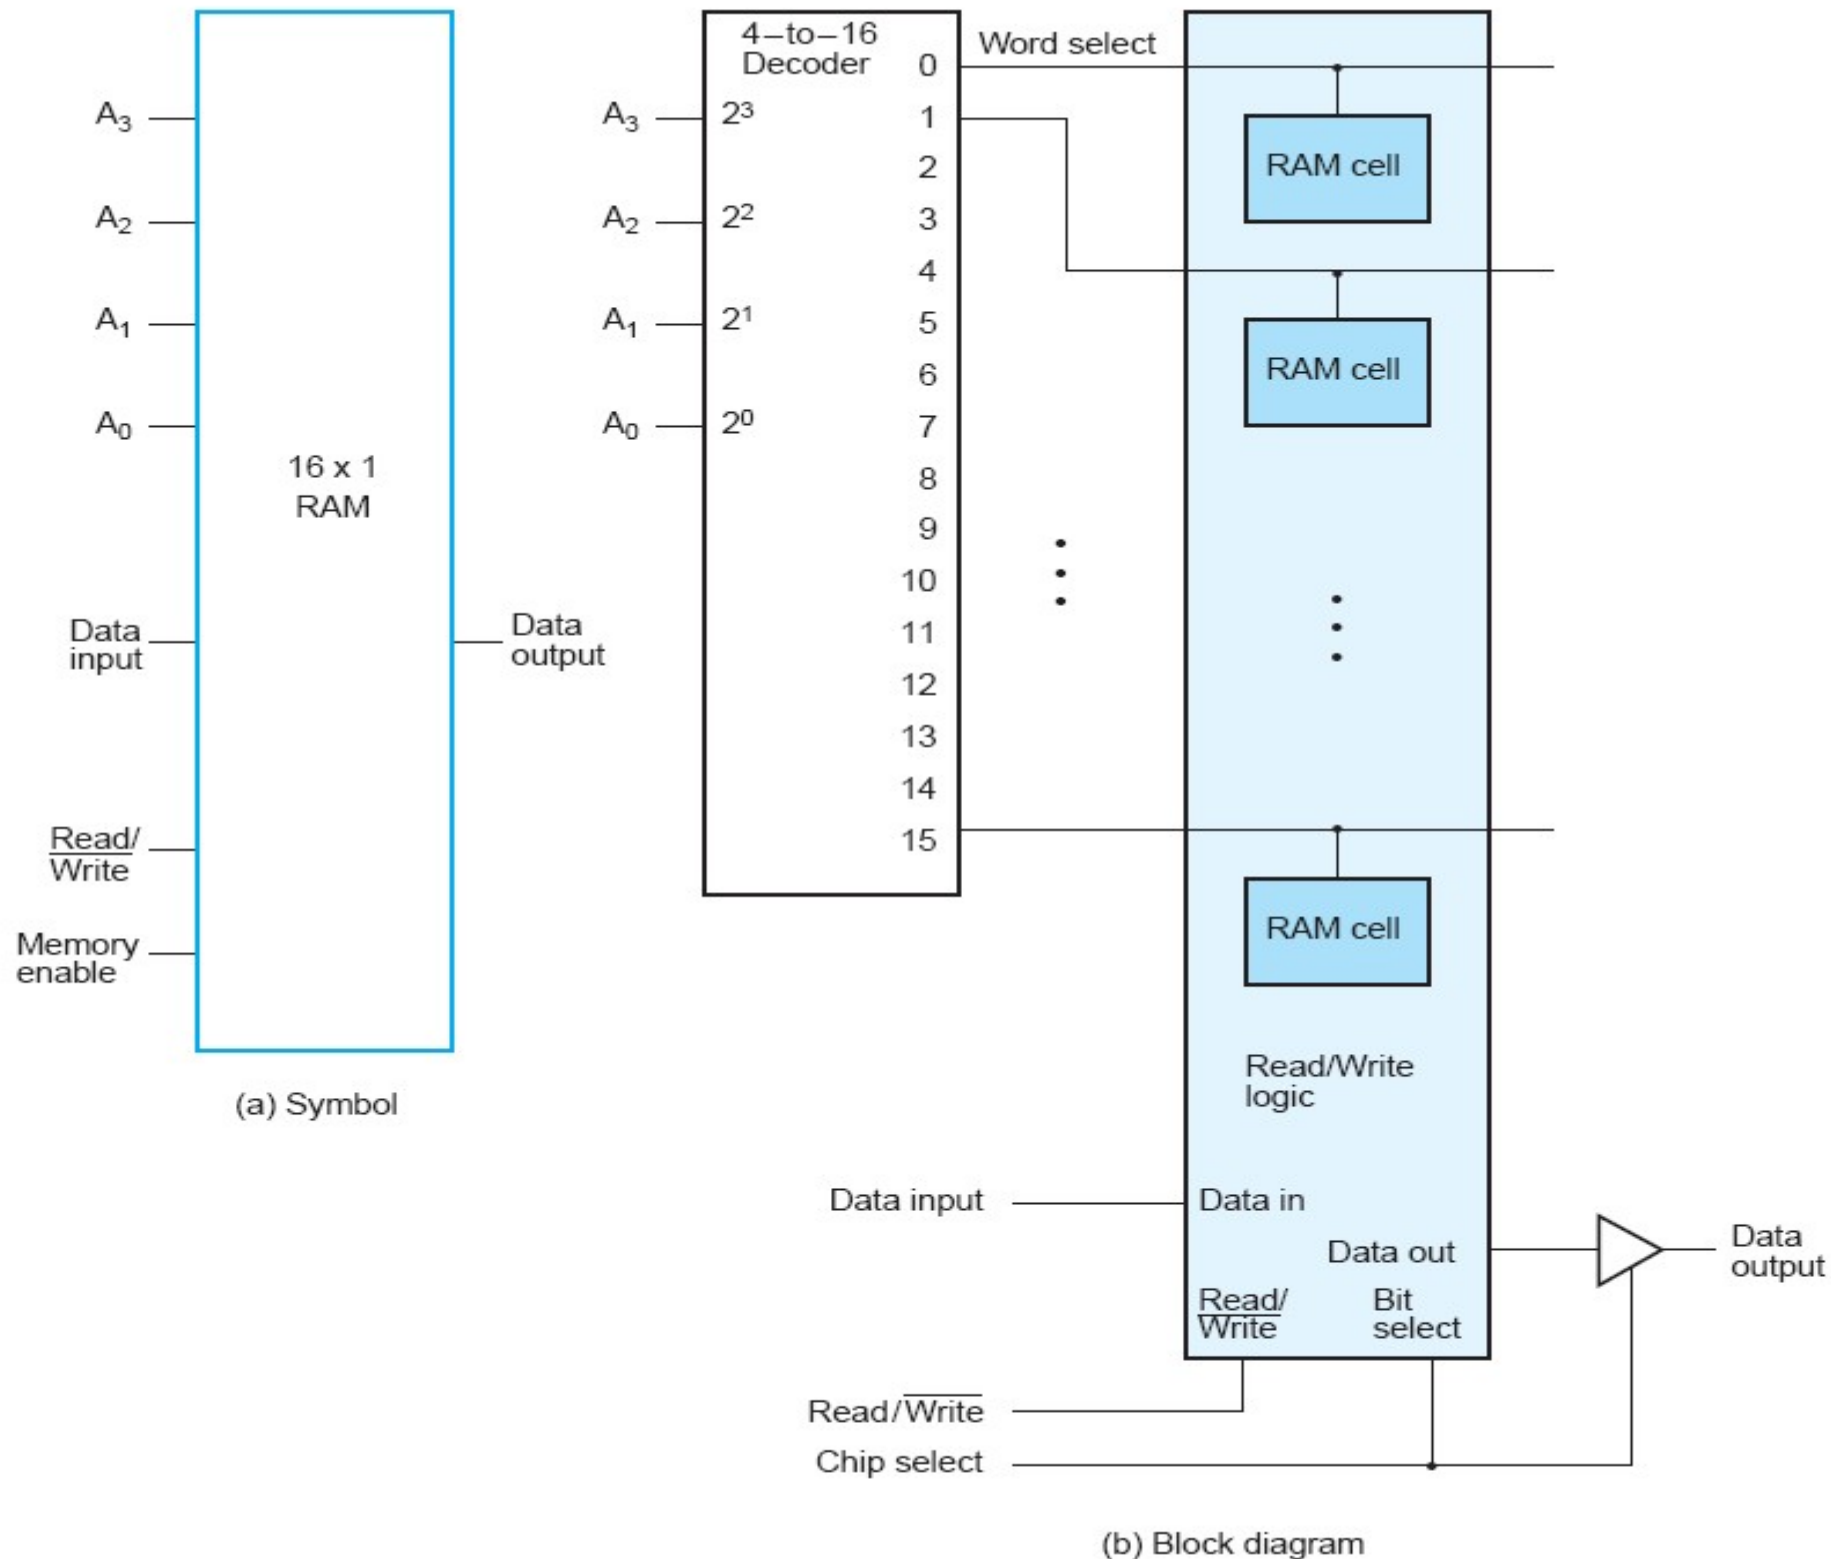 A3
A2
A1
A0
16 x 1
RAM
Data
input
Data
output
Read/
Write
Memory
enable
(a) Symbol
4–to–16
Decoder
A3
A2
A1
A0
2³
2²
2¹
2⁰
0
1
2
3
4
5
6
7
8
9
10
11
12
13
14
15
Word select
RAM cell
RAM cell
RAM cell
Read/Write
logic
Data input
Data in
Data out
Data
output
Read/
Write
Bit
select
Read/Write
Chip select
(b) Block diagram